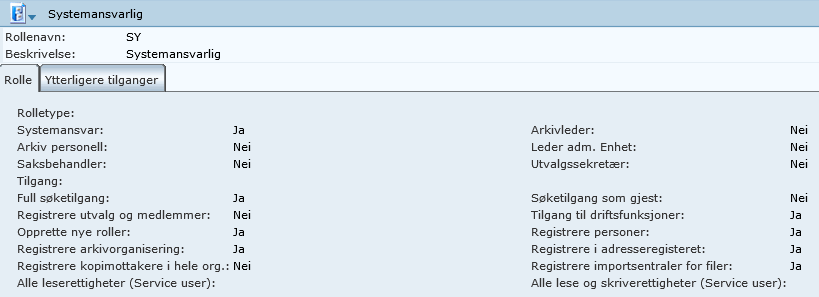 Systemansvarlig
Rollenavn: SY
Beskrivelse: Systemansvarlig
Rolle Ytterligere tilganger
Rolletype:
Systemansvar: Ja Arkivleder: Nei
Arkiv personell: Nei Leder adm. Enhet: Nei
Saksbehandler: Nei Utvalgssekretær: Nei
Tilgang:
Full søketilgang: Ja Søketilgang som gjest: Nei
Registrere utvalg og medlemmer: Nei Tilgang til driftsfunksjoner: Ja
Opprette nye roller: Ja Registrere personer: Ja
Registrere arkivorganisering: Ja Registrere i adresseregisteret: Ja
Registrere kopimottakere i hele org.: Nei Registrere importsentraler for filer: Ja
Alle leserettigheter (Service user): Alle lese og skriverettigheter (Service user):